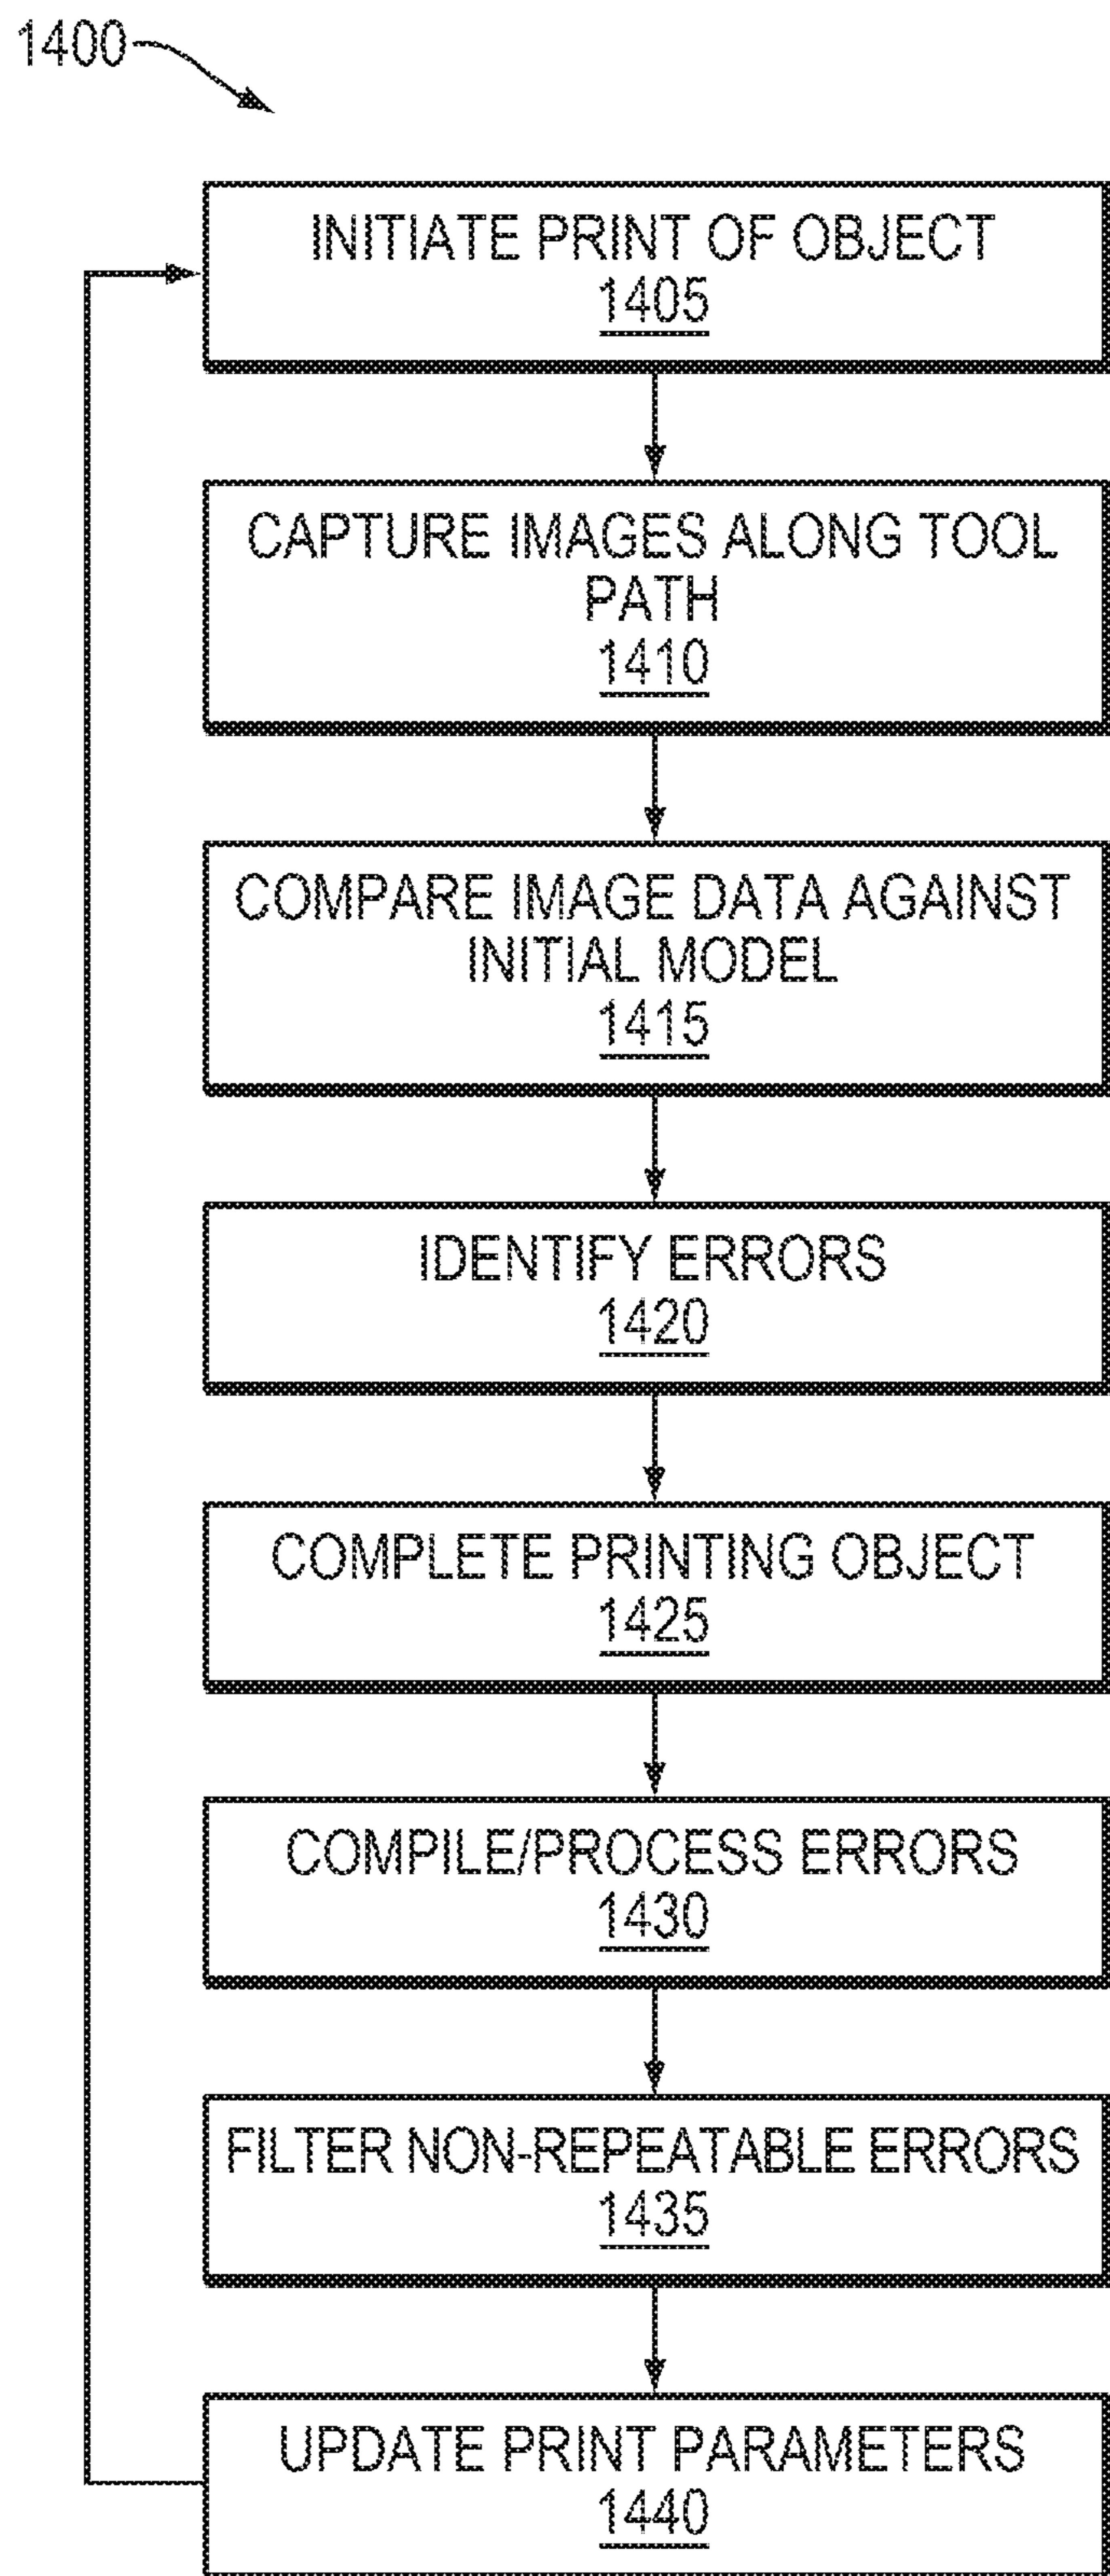 1400
INITIATE PRINT OF OBJECT
1405
CAPTURE IMAGES ALONG TOOL
PATH
1410
COMPARE IMAGE DATA AGAINST
INITIAL MODEL
1415
IDENTIFY ERRORS
1420
COMPLETE PRINTING OBJECT
1425
COMPILE/PROCESS ERRORS
1430
FILTER NON-REPEATABLE ERRORS
1435
UPDATE PRINT PARAMETERS
1440